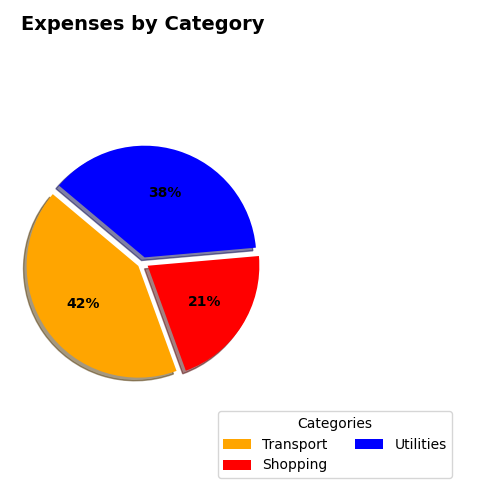 Expenses by Category
38%
42%
21%
Categories
Transport
Utilities
Shopping